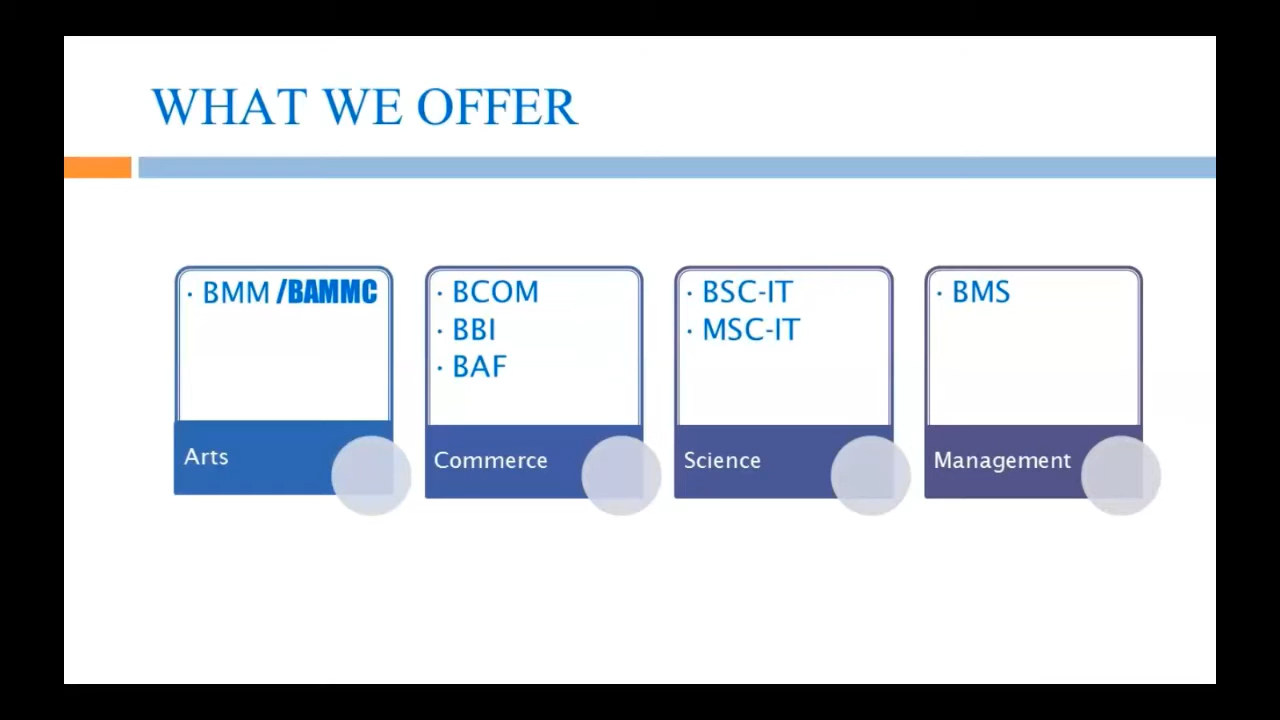 WHAT WE OFFER
· BMM /BAMMC
Arts
· BCOM
· BBI
· BAF
Commerce
· BSC-IT
· MSC-IT
Science
· BMS
Management